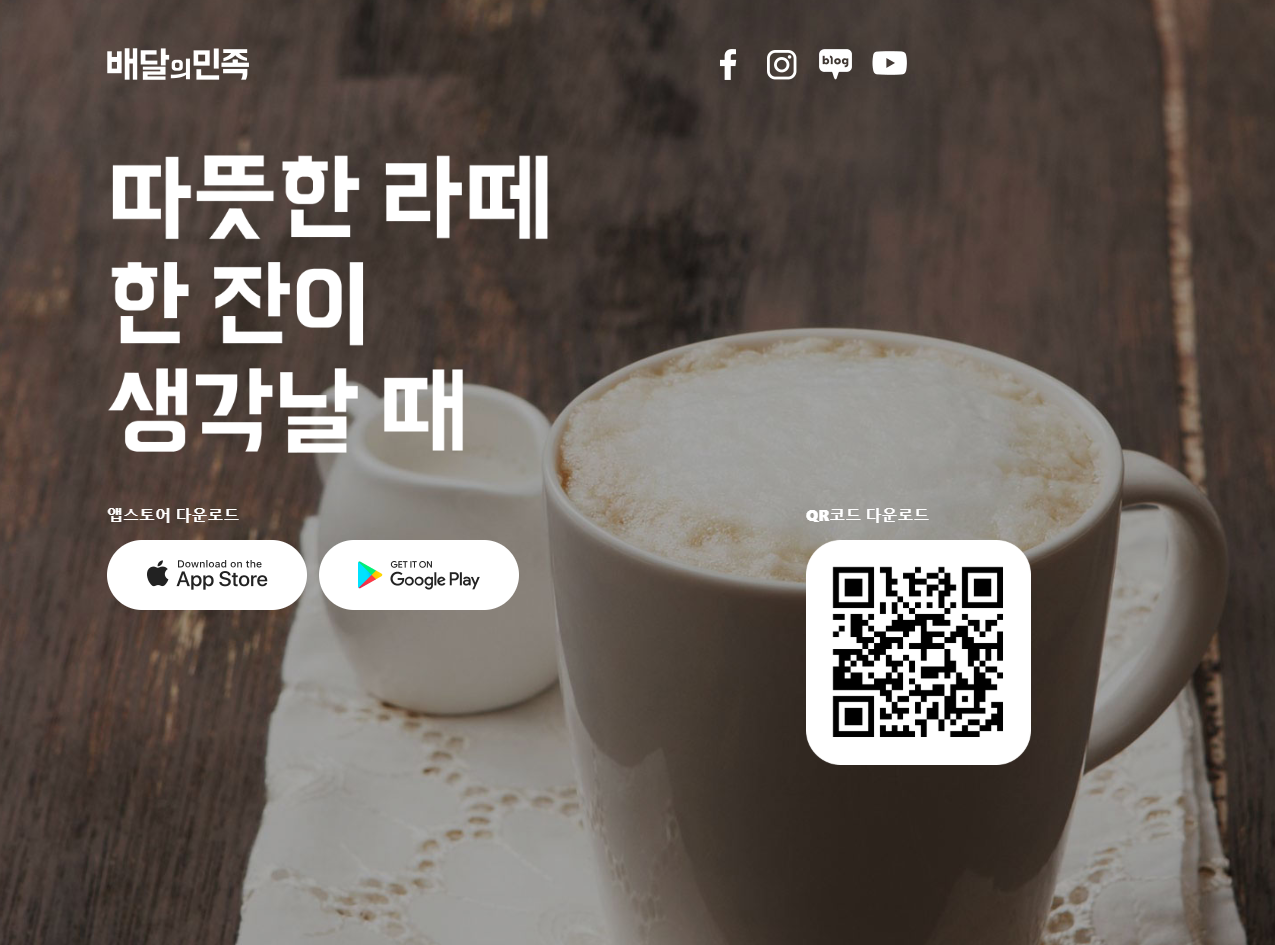 배달의민족
blog
따뜻한 라떼
한 잔이
생각날 때
앱스토어 다운로드
QR코드 다운로드
Download on the
App Store
GET IT ON
Google Play